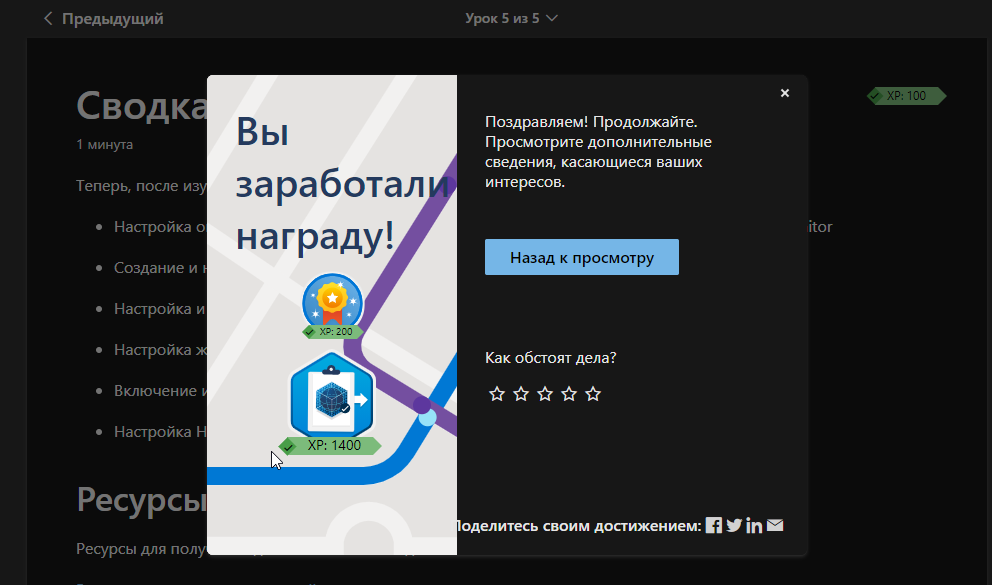 Предыдущий
Урок 5 из 5
Сводка
XP: 100
1 минута
Теперь, после изу
Настройка о
itor
Создание и н
Настройка и
Настройка ж
Включение и
Настройка Н
Ресурсы
Ресурсы для полу
Вы
заработали
награду!
XP: 200
XP: 1400
Поздравляем! Продолжайте.
Просмотрите дополнительные
сведения, касающиеся ваших
интересов.
Назад к просмотру
Как обстоят дела?
Поделитесь своим достижением: